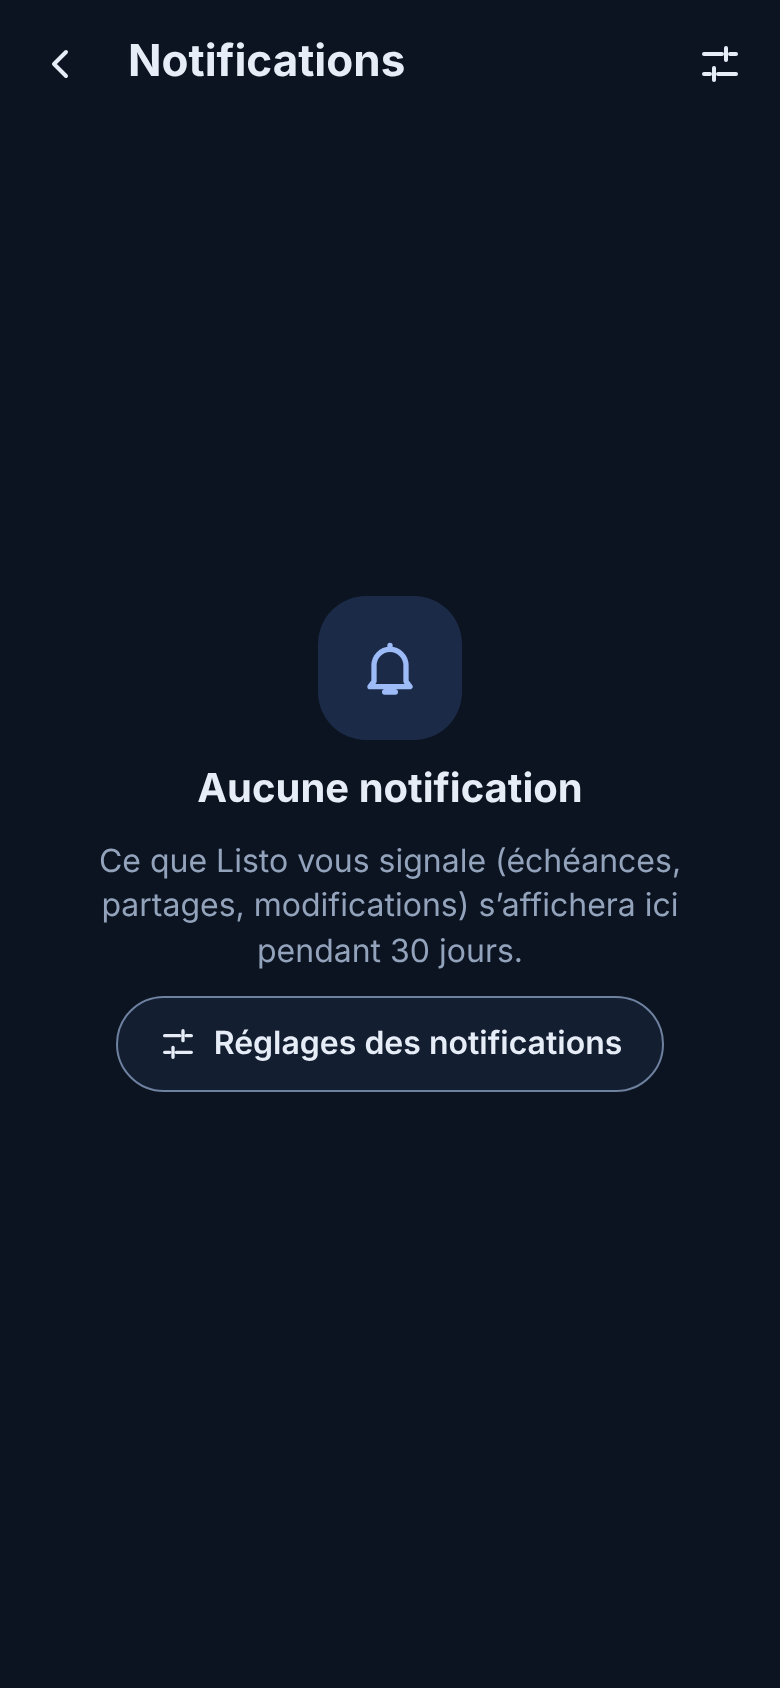 Notifications
Aucune notification
Ce que Listo vous signale (échéances,
partages, modifications) s’affichera ici
pendant 30 jours.
Réglages des notifications